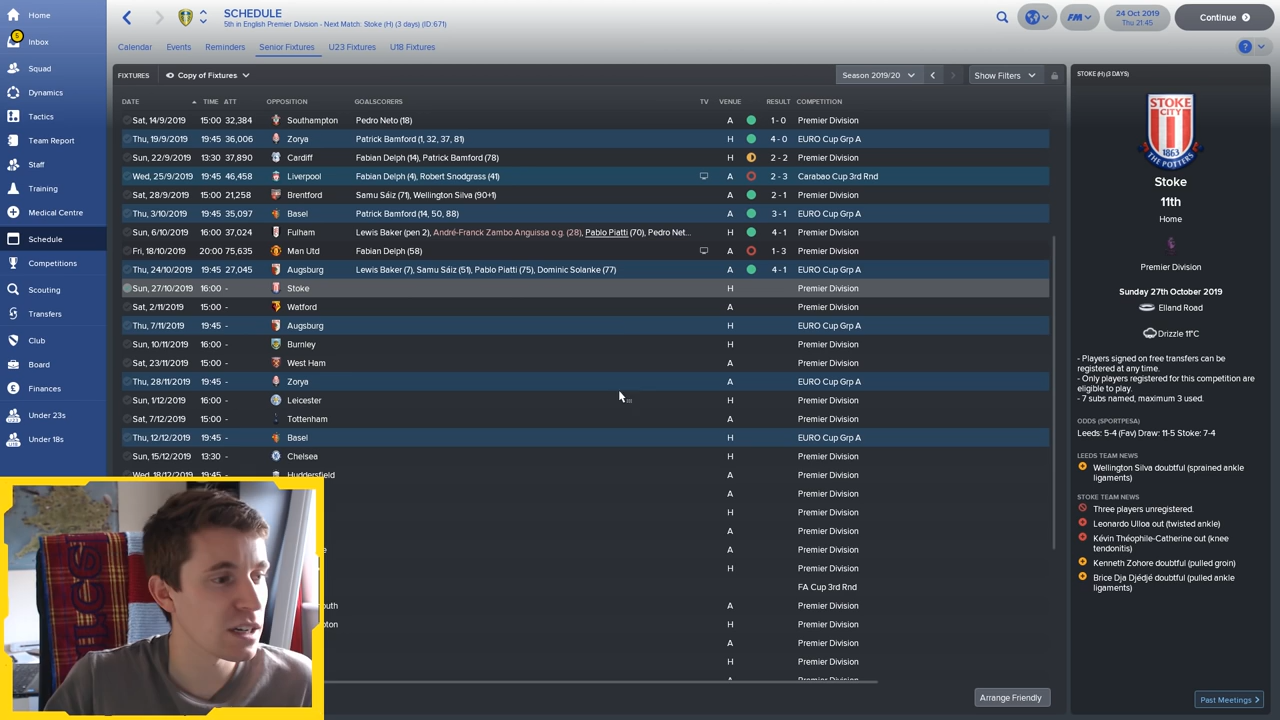 Home
5
Inbox
Squad
Dynamics
Tactics
Team Report
Staff
Training
Medical Centre
Schedule
Competitions
Scouting
Transfers
Club
Board
Finances
Under 23s
Under 18s
SCHEDULE
5th in English Premier Division - Next Match: Stoke (H) (3 days) (ID:671)
FM
24 Oct 2019
Thu 21:45
Continue
Calendar Events Reminders Senior Fixtures U23 Fixtures U18 Fixtures
?
FIXTURES Copy of Fixtures Season 2019/20 Show Filters
DATE TIME ATT OPPOSITION GOALSCORERS TV VENUE RESULT COMPETITION
Sat, 14/9/2019 15:00 32,384 Southampton Pedro Neto (18) A 1 - 0 Premier Division
Thu, 19/9/2019 19:45 36,006 Zorya Patrick Bamford (1, 32, 37, 81) H 4 - 0 EURO Cup Grp A
Sun, 22/9/2019 13:30 37,890 Cardiff Fabian Delph (14), Patrick Bamford (78) H 2 - 2 Premier Division
Wed, 25/9/2019 19:45 46,458 Liverpool Fabian Delph (4), Robert Snodgrass (41) A 2 - 3 Carabao Cup 3rd Rnd
Sat, 28/9/2019 15:00 21,258 Brentford Samu Sáiz (71), Wellington Silva (90+1) A 2 - 1 Premier Division
Thu, 3/10/2019 19:45 35,097 Basel Patrick Bamford (14, 50, 88) A 3 - 1 EURO Cup Grp A
Sun, 6/10/2019 16:00 37,024 Fulham Lewis Baker (pen 2), André-Franck Zambo Anguissa o.g. (28), Pablo Piatti (70), Pedro Net... H 4 - 1 Premier Division
Fri, 18/10/2019 20:00 75,635 Man Utd Fabian Delph (58) A 1 - 3 Premier Division
Thu, 24/10/2019 19:45 27,045 Augsburg Lewis Baker (7), Samu Sáiz (51), Pablo Piatti (75), Dominic Solanke (77) A 4 - 1 EURO Cup Grp A
Sun, 27/10/2019 16:00 - Stoke H Premier Division
Sat, 2/11/2019 15:00 - Watford A Premier Division
Thu, 7/11/2019 19:45 - Augsburg H EURO Cup Grp A
Sun, 10/11/2019 16:00 - Burnley H Premier Division
Sat, 23/11/2019 15:00 - West Ham A Premier Division
Thu, 28/11/2019 19:45 - Zorya A EURO Cup Grp A
Sun, 1/12/2019 16:00 - Leicester H Premier Division
Sat, 7/12/2019 15:00 - Tottenham A Premier Division
Thu, 12/12/2019 19:45 - Basel H EURO Cup Grp A
Sun, 15/12/2019 13:30 - Chelsea H Premier Division
Wed, 18/12/2019 19:45 - Huddersfield A Premier Division
A Premier Division
H Premier Division
A Premier Division
A Premier Division
H Premier Division
FA Cup 3rd Rnd
outh A Premier Division
ton H Premier Division
A Premier Division
H Premier Division
A Premier Division
Arrange Friendly
STOKE (H) (3 DAYS)
STOKE
CITY
1863
THE POTTERS
Stoke
11th
Home
Premier Division
Sunday 27th October 2019
Elland Road
Drizzle 11°C
- Players signed on free transfers can be
registered at any time.
- Only players registered for this competition are
eligible to play.
- 7 subs named, maximum 3 used.
ODDS (SPORTPESA)
Leeds: 5-4 (Fav) Draw: 11-5 Stoke: 7-4
LEEDS TEAM NEWS
Wellington Silva doubtful (sprained ankle
ligaments)
STOKE TEAM NEWS
Three players unregistered.
Leonardo Ulloa out (twisted ankle)
Kévin Théophile-Catherine out (knee
tendonitis)
Kenneth Zohore doubtful (pulled groin)
Brice Dja Djédjé doubtful (pulled ankle
ligaments)
Past Meetings